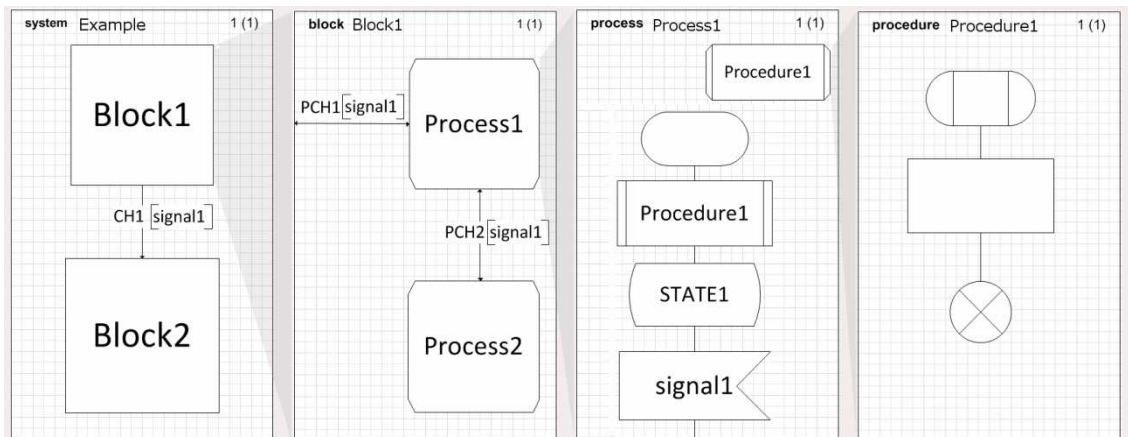 system Example 1 (1)
Block1
CH1 [signal1]
Block2
block Block1 1 (1)
PCH1 [signal1]
Process1
PCH2 [signal1]
Process2
process Process1 1 (1)
Procedure1
Procedure1
STATE1
signal1
procedure Procedure1 1 (1)